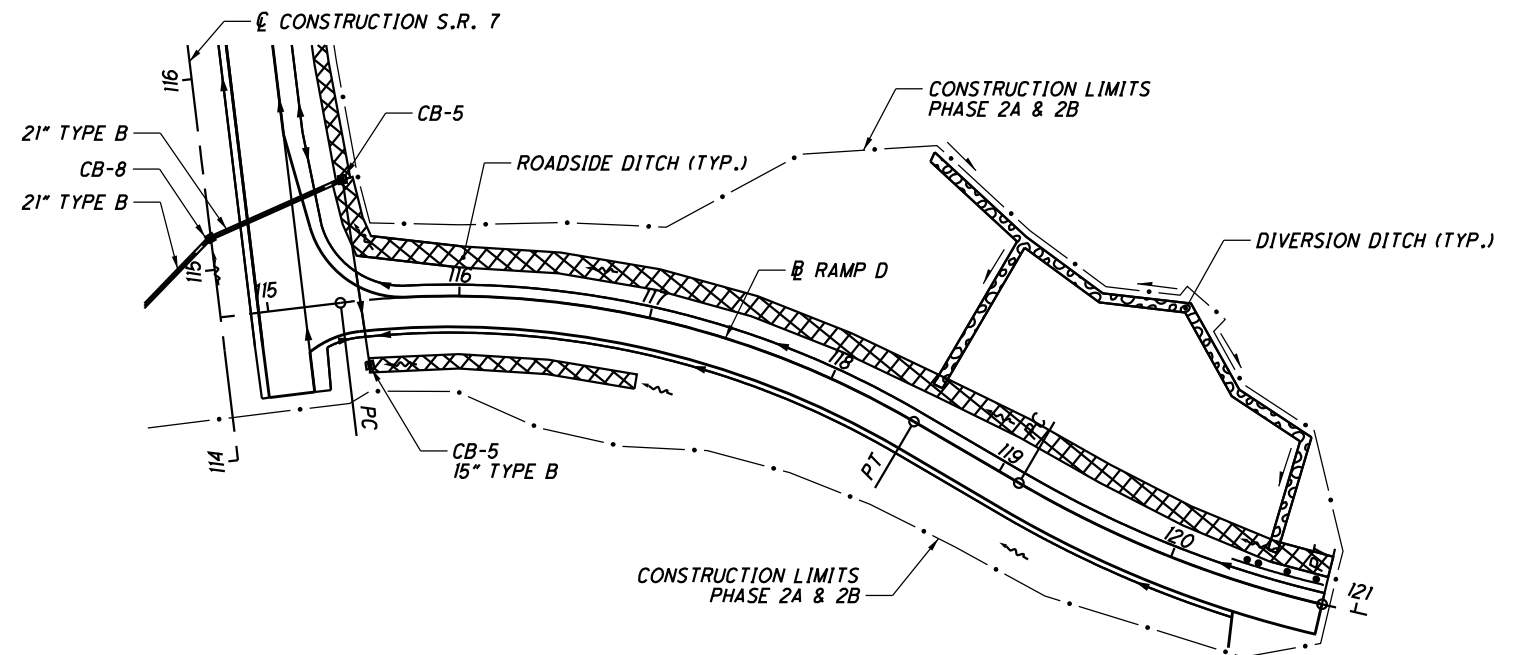 ℄ CONSTRUCTION S.R. 7
116
21" TYPE B
CB-8
21" TYPE B
CB-5
CONSTRUCTION LIMITS
PHASE 2A & 2B
ROADSIDE DITCH (TYP.)
DIVERSION DITCH (TYP.)
115
115
116
117
℄ RAMP D
118
114
PC
CB-5
15" TYPE B
PT
119
120
121
CONSTRUCTION LIMITS
PHASE 2A & 2B